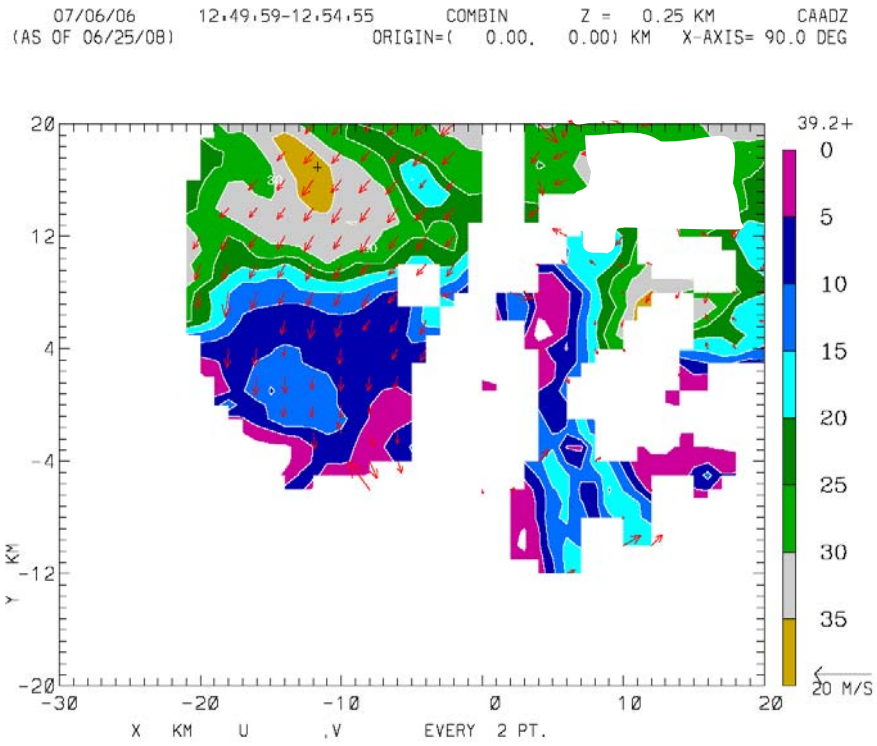 07/06/06 12:49:59-12:54:55 COMBIN Z = 0.25 KM CAADZ
(AS OF 06/25/08) ORIGIN=( 0.00, 0.00) KM X-AXIS= 90.0 DEG
20 39.2+
0
5
12
10
4
15
20
-4
25
30
-12
35
-20
20 M/S
Y KM
-30 -20 -10 0 10 20
X KM U ,V EVERY 2 PT.